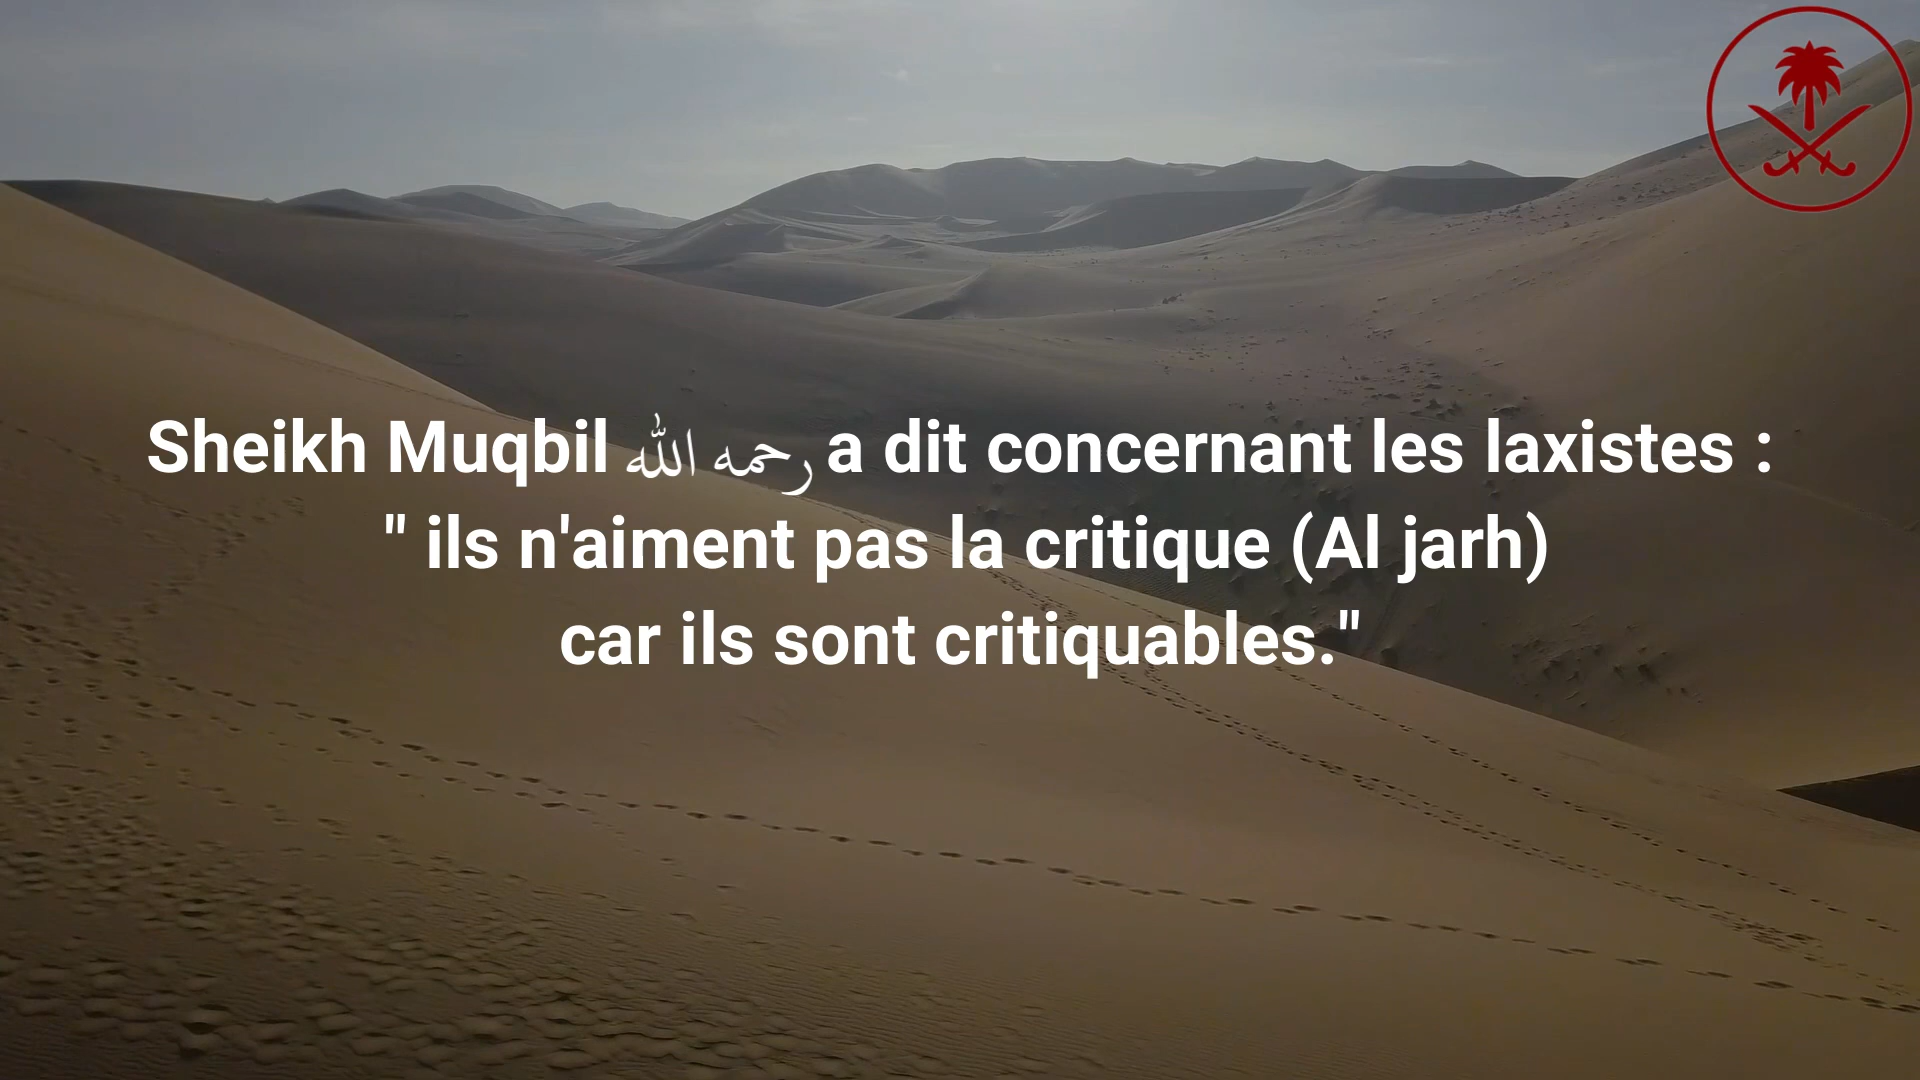 Sheikh Muqbil رحمه الله a dit concernant les laxistes :
" ils n'aiment pas la critique (Al jarh)
car ils sont critiquables."